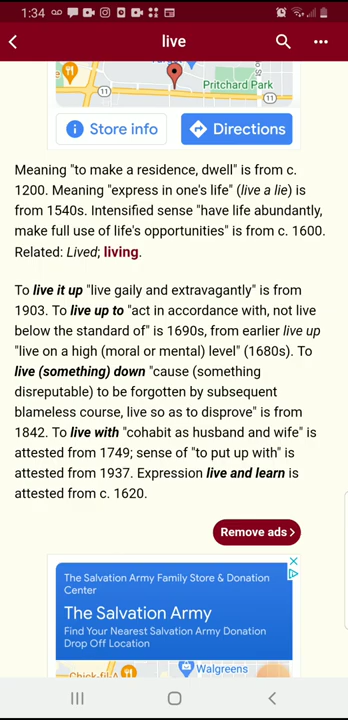 1:34
live
11
Pritchard Park
11
Store info
Directions
Meaning "to make a residence, dwell" is from c.
1200. Meaning "express in one's life" (live a lie) is
from 1540s. Intensified sense "have life abundantly,
make full use of life's opportunities" is from c. 1600.
Related: Lived; living.
To live it up "live gaily and extravagantly" is from
1903. To live up to "act in accordance with, not live
below the standard of" is 1690s, from earlier live up
"live on a high (moral or mental) level" (1680s). To
live (something) down "cause (something
disreputable) to be forgotten by subsequent
blameless course, live so as to disprove" is from
1842. To live with "cohabit as husband and wife" is
attested from 1749; sense of "to put up with" is
attested from 1937. Expression live and learn is
attested from c. 1620.
Remove ads
The Salvation Army Family Store & Donation
Center
The Salvation Army
Find Your Nearest Salvation Army Donation
Drop Off Location
Chick-fil-A
Walgreens